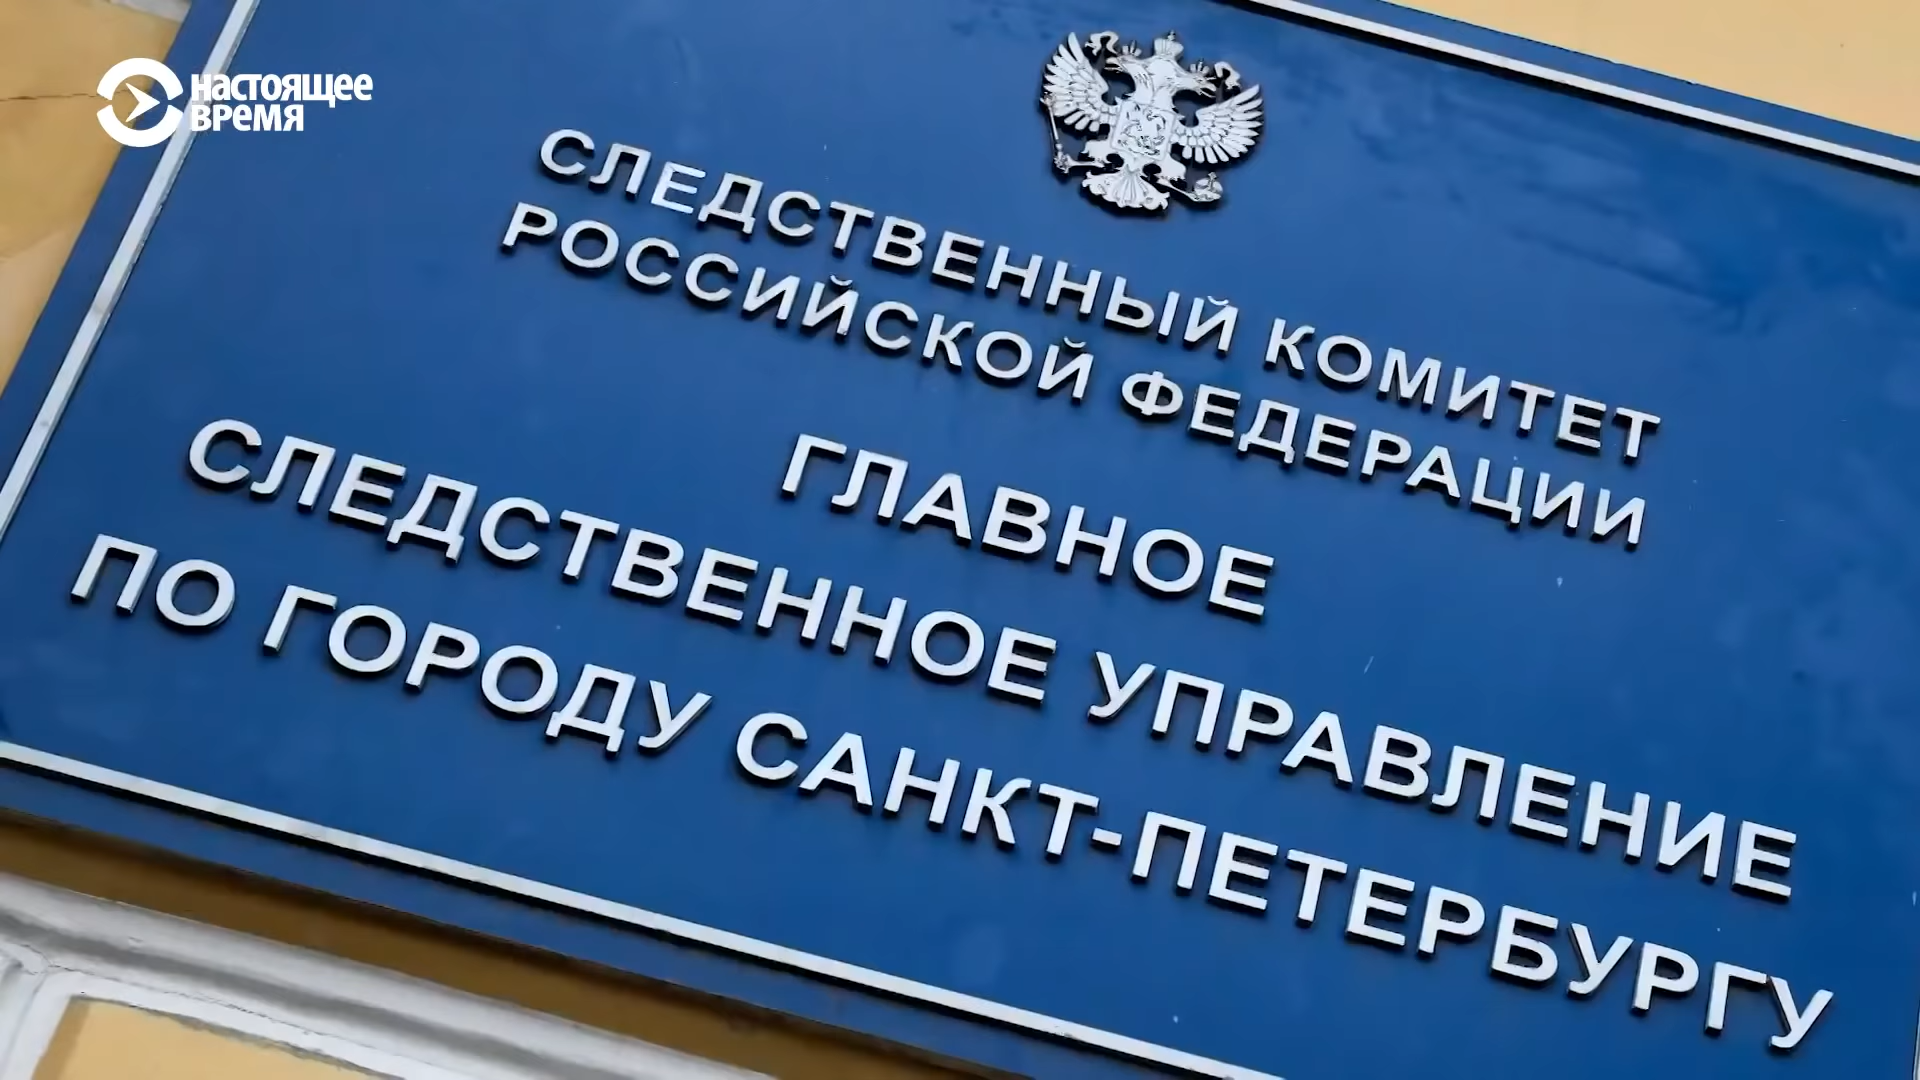 НАСТОЯЩЕЕ
ВРЕМЯ
СЛЕДСТВЕННЫЙ КОМИТЕТ
РОССИЙСКОЙ ФЕДЕРАЦИИ
ГЛАВНОЕ
СЛЕДСТВЕННОЕ УПРАВЛЕНИЕ
ПО ГОРОДУ САНКТ-ПЕТЕРБУРГУ